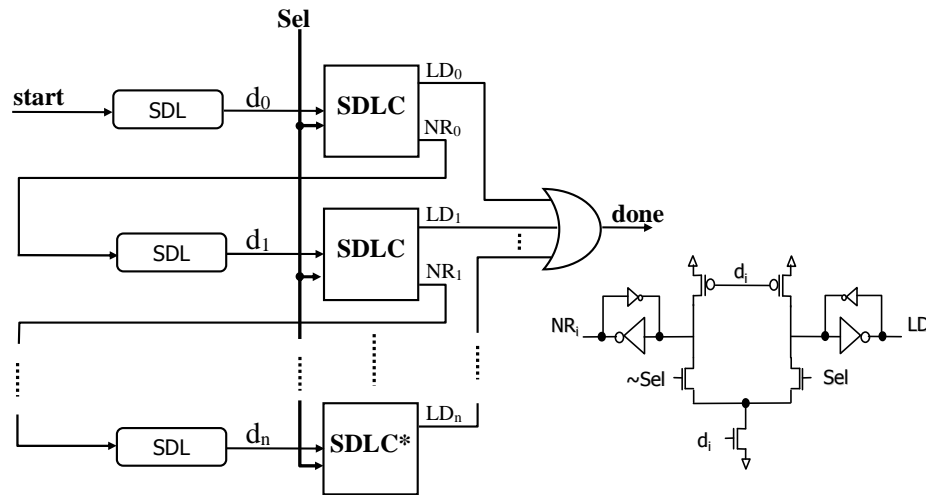 Sel
start
SDL
d₀
SDLC
LD₀
NR₀
SDL
d₁
SDLC
LD₁
NR₁
done
SDL
dₙ
SDLC*
LDₙ
dᵢ
NRᵢ
LD
~Sel
Sel
dᵢ